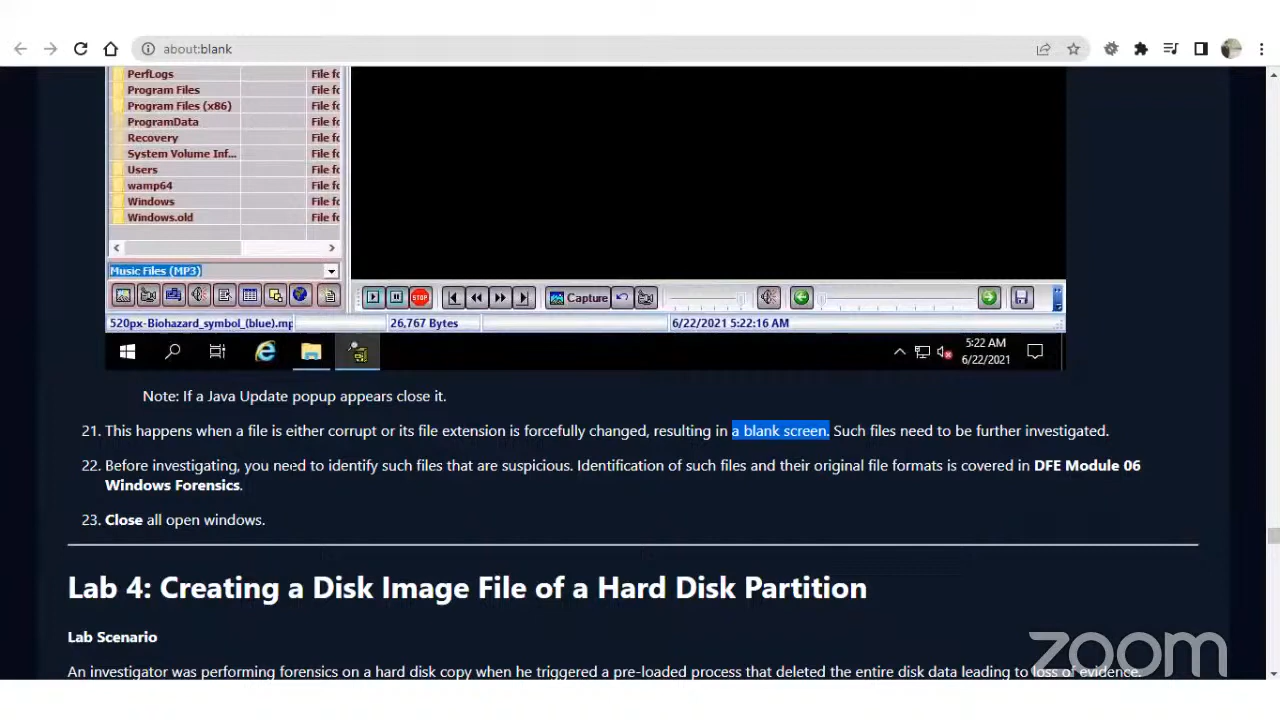 about:blank
PerfLogs
File fo
Program Files
File fo
Program Files (x86)
File fo
ProgramData
File fo
Recovery
File fo
System Volume Inf...
File fo
Users
File fo
wamp64
File fo
Windows
File fo
Windows.old
File fo
Music Files (MP3)
STOP
Capture
520px-Biohazard_symbol_(blue).mp
26,767 Bytes
6/22/2021 5:22:16 AM
5:22 AM
6/22/2021
Note: If a Java Update popup appears close it.
21. This happens when a file is either corrupt or its file extension is forcefully changed, resulting in a blank screen. Such files need to be further investigated.
22. Before investigating, you need to identify such files that are suspicious. Identification of such files and their original file formats is covered in DFE Module 06
Windows Forensics.
23. Close all open windows.
Lab 4: Creating a Disk Image File of a Hard Disk Partition
Lab Scenario
An investigator was performing forensics on a hard disk copy when he triggered a pre-loaded process that deleted the entire disk data leading to loss of evidence.
zoom